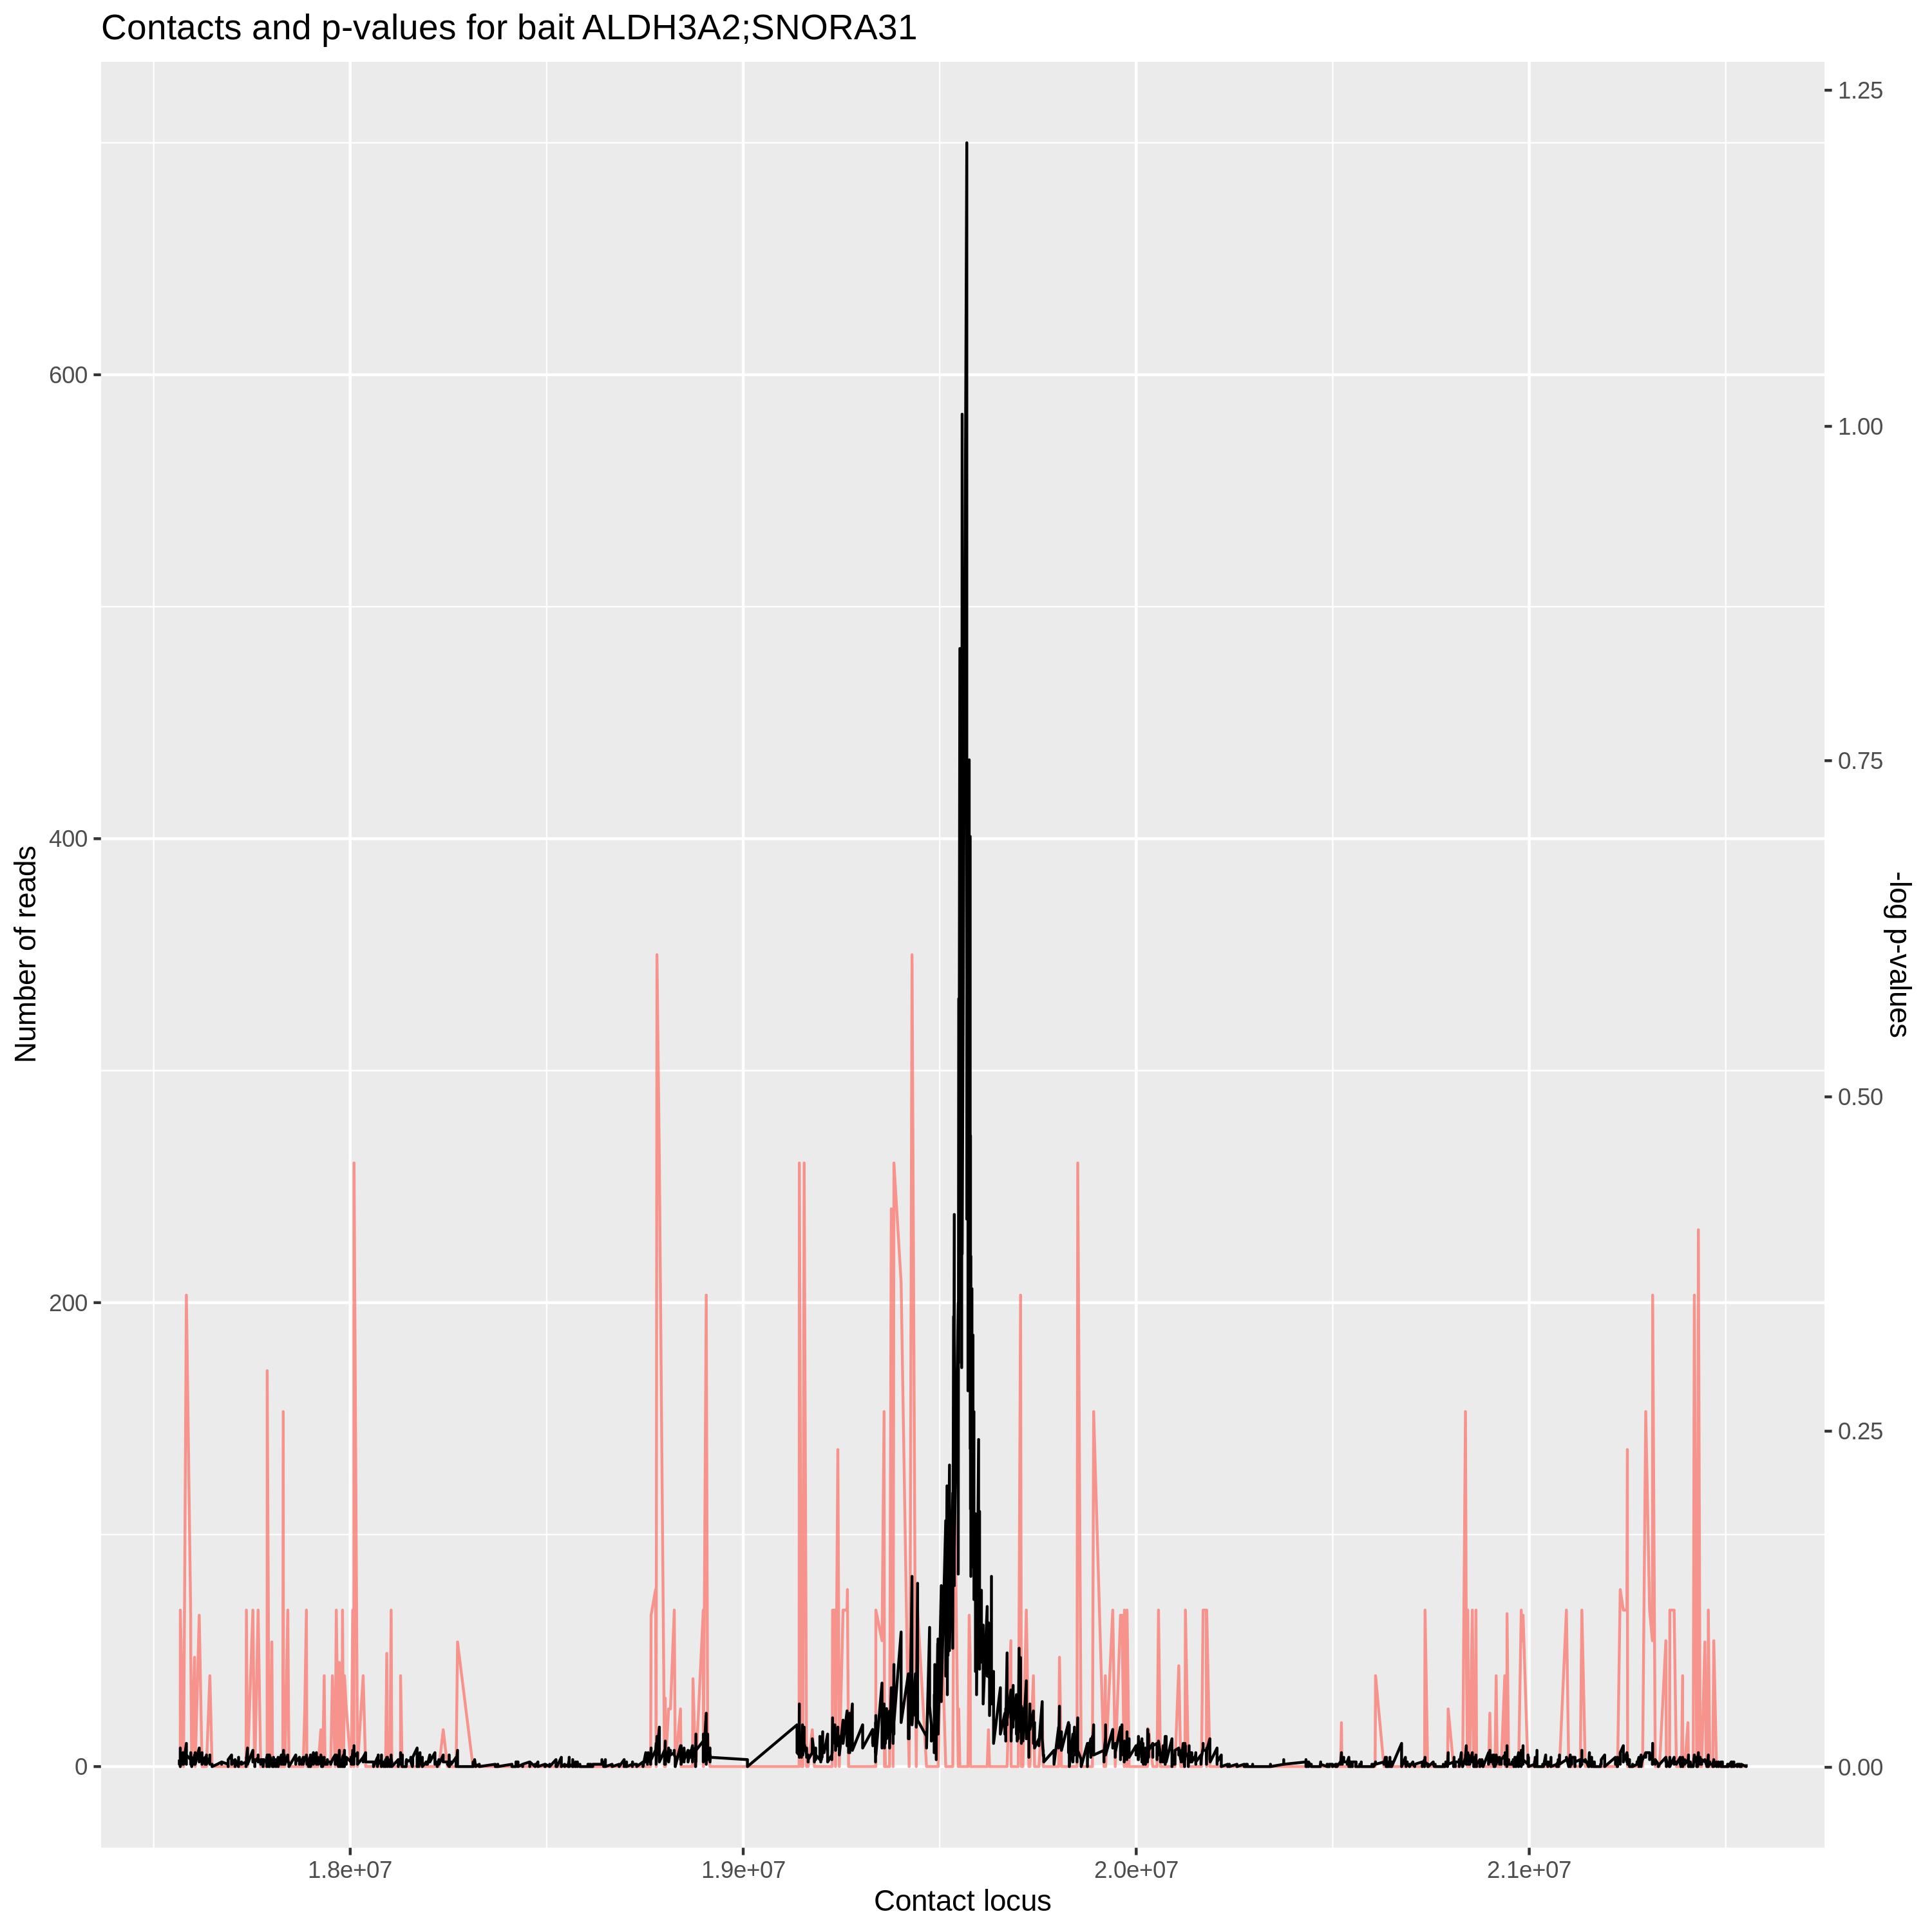 Contacts and p-values for bait ALDH3A2;SNORA31
1.25
600
1.00
400
0.75
Number of reads
-log p-values
0.50
200
0.25
0
0.00
1.8e+07 1.9e+07 2.0e+07 2.1e+07
Contact locus